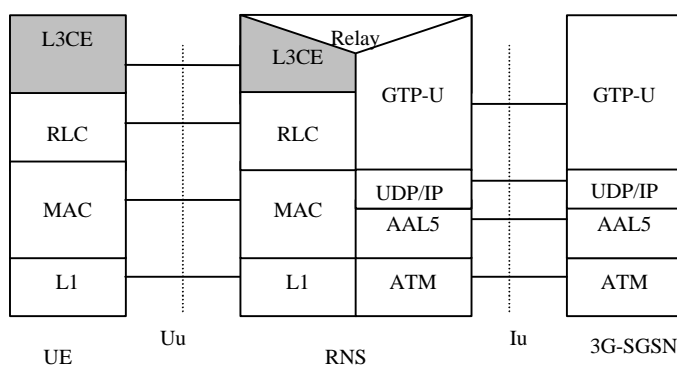 L3CE
RLC
MAC
L1
UE
Uu
Relay
L3CE
RLC
MAC
L1
GTP-U
UDP/IP
AAL5
ATM
RNS
Iu
GTP-U
UDP/IP
AAL5
ATM
3G-SGSN